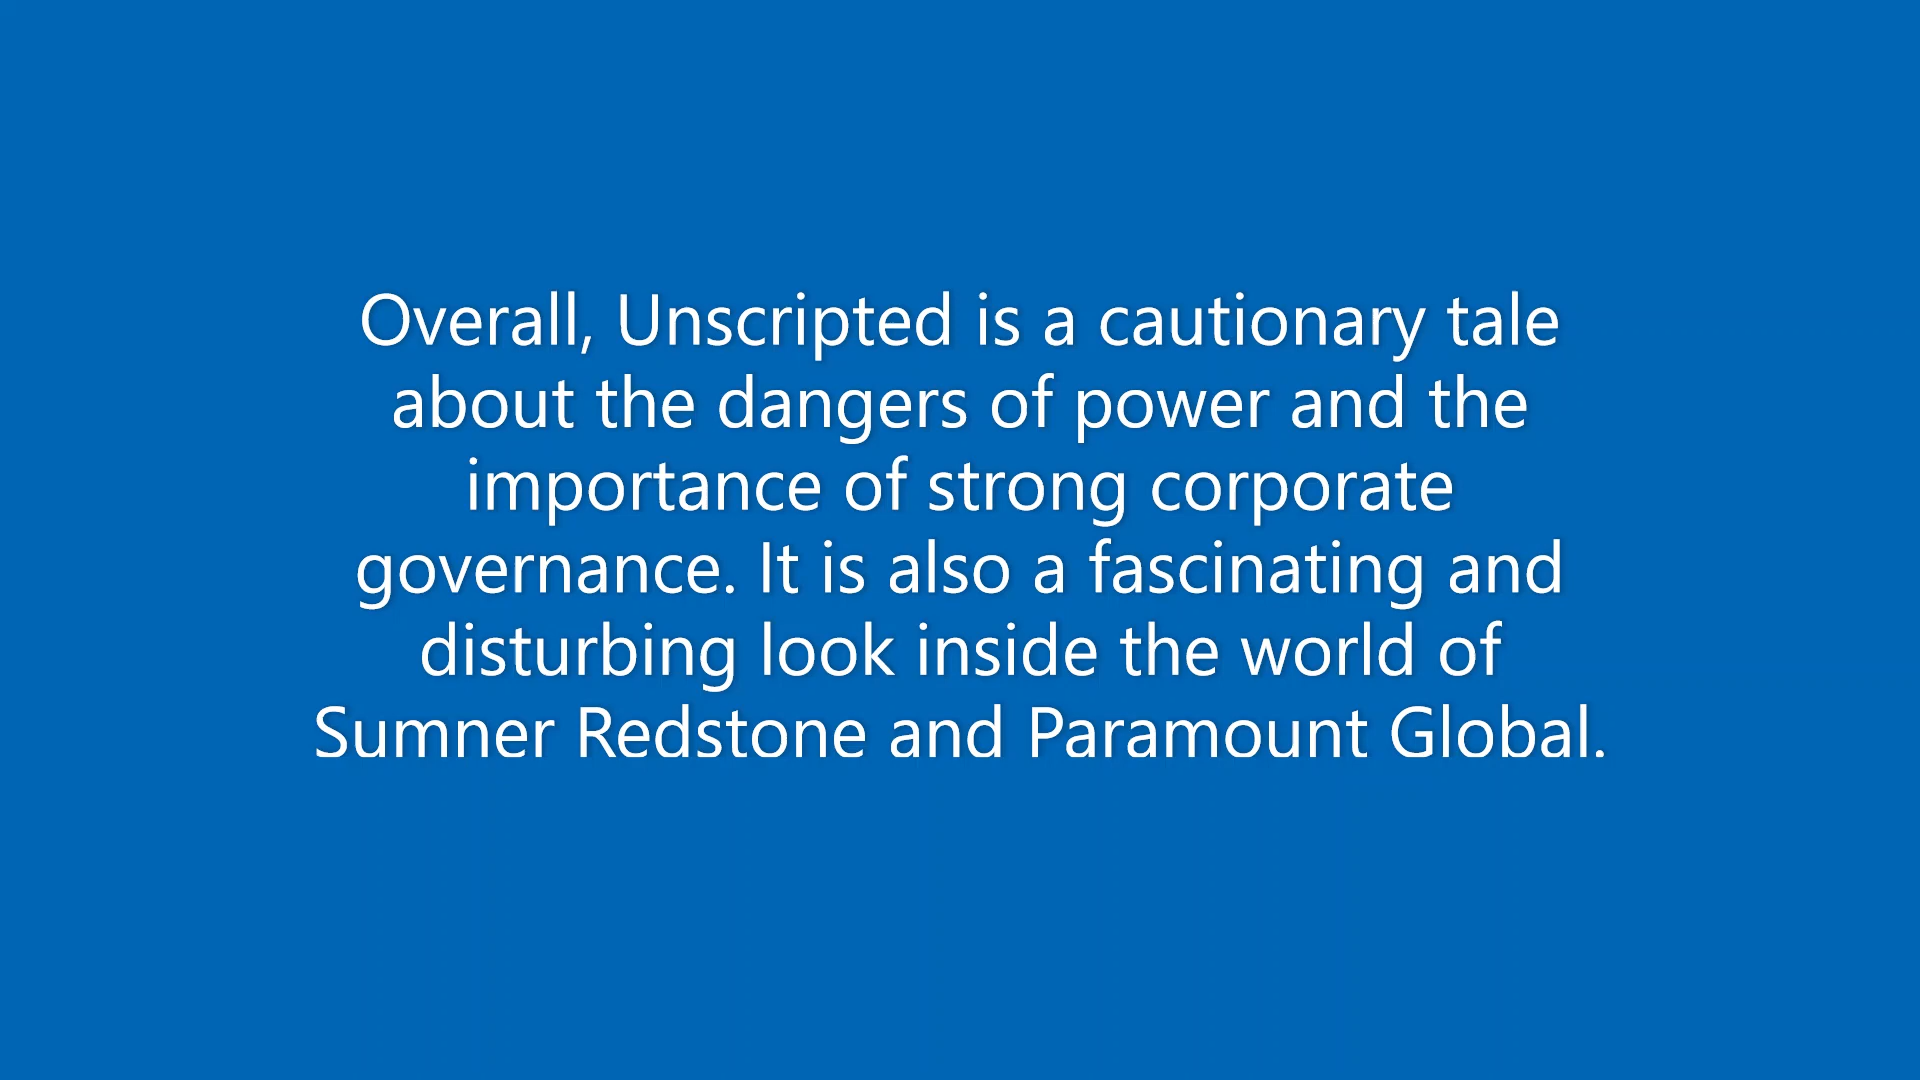 Overall, Unscripted is a cautionary tale
about the dangers of power and the
importance of strong corporate
governance. It is also a fascinating and
disturbing look inside the world of
Sumner Redstone and Paramount Global.